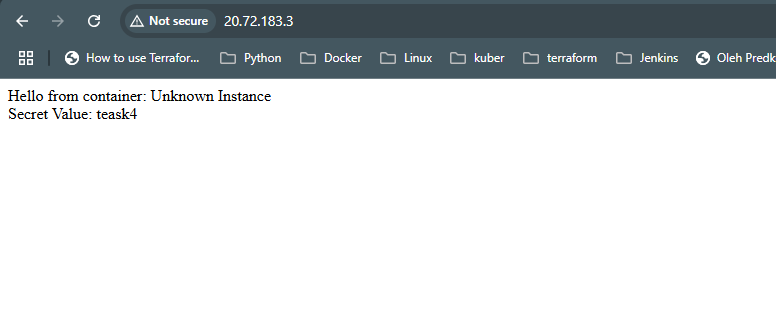 Not secure 20.72.183.3
How to use Terrafor... Python Docker Linux kuber terraform Jenkins Oleh Predk
Hello from container: Unknown Instance
Secret Value: teask4